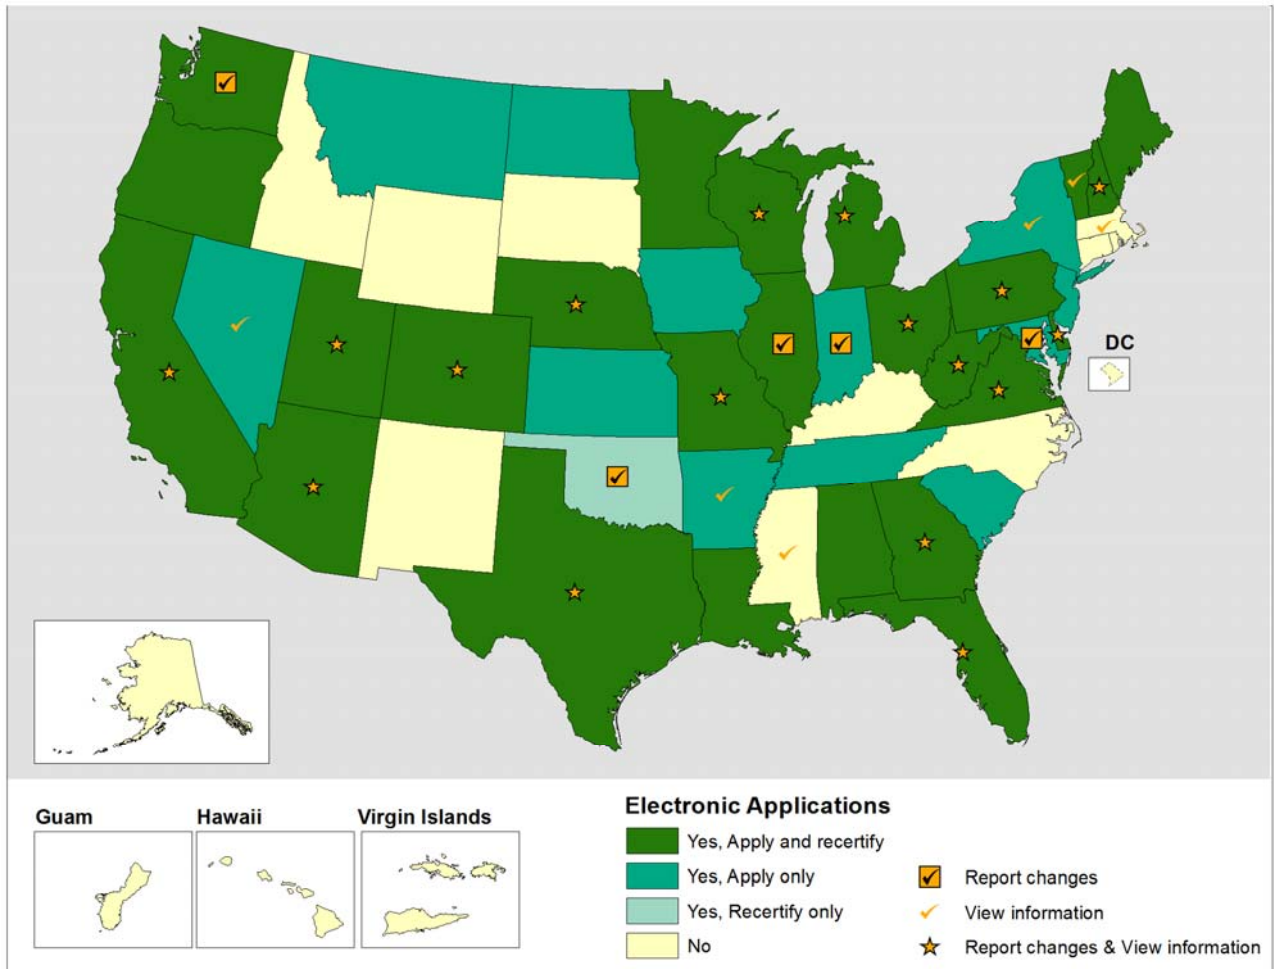 DC
Guam
Hawaii
Virgin Islands
Electronic Applications
Yes, Apply and recertify
Yes, Apply only
Yes, Recertify only
No
Report changes
View information
Report changes & View information